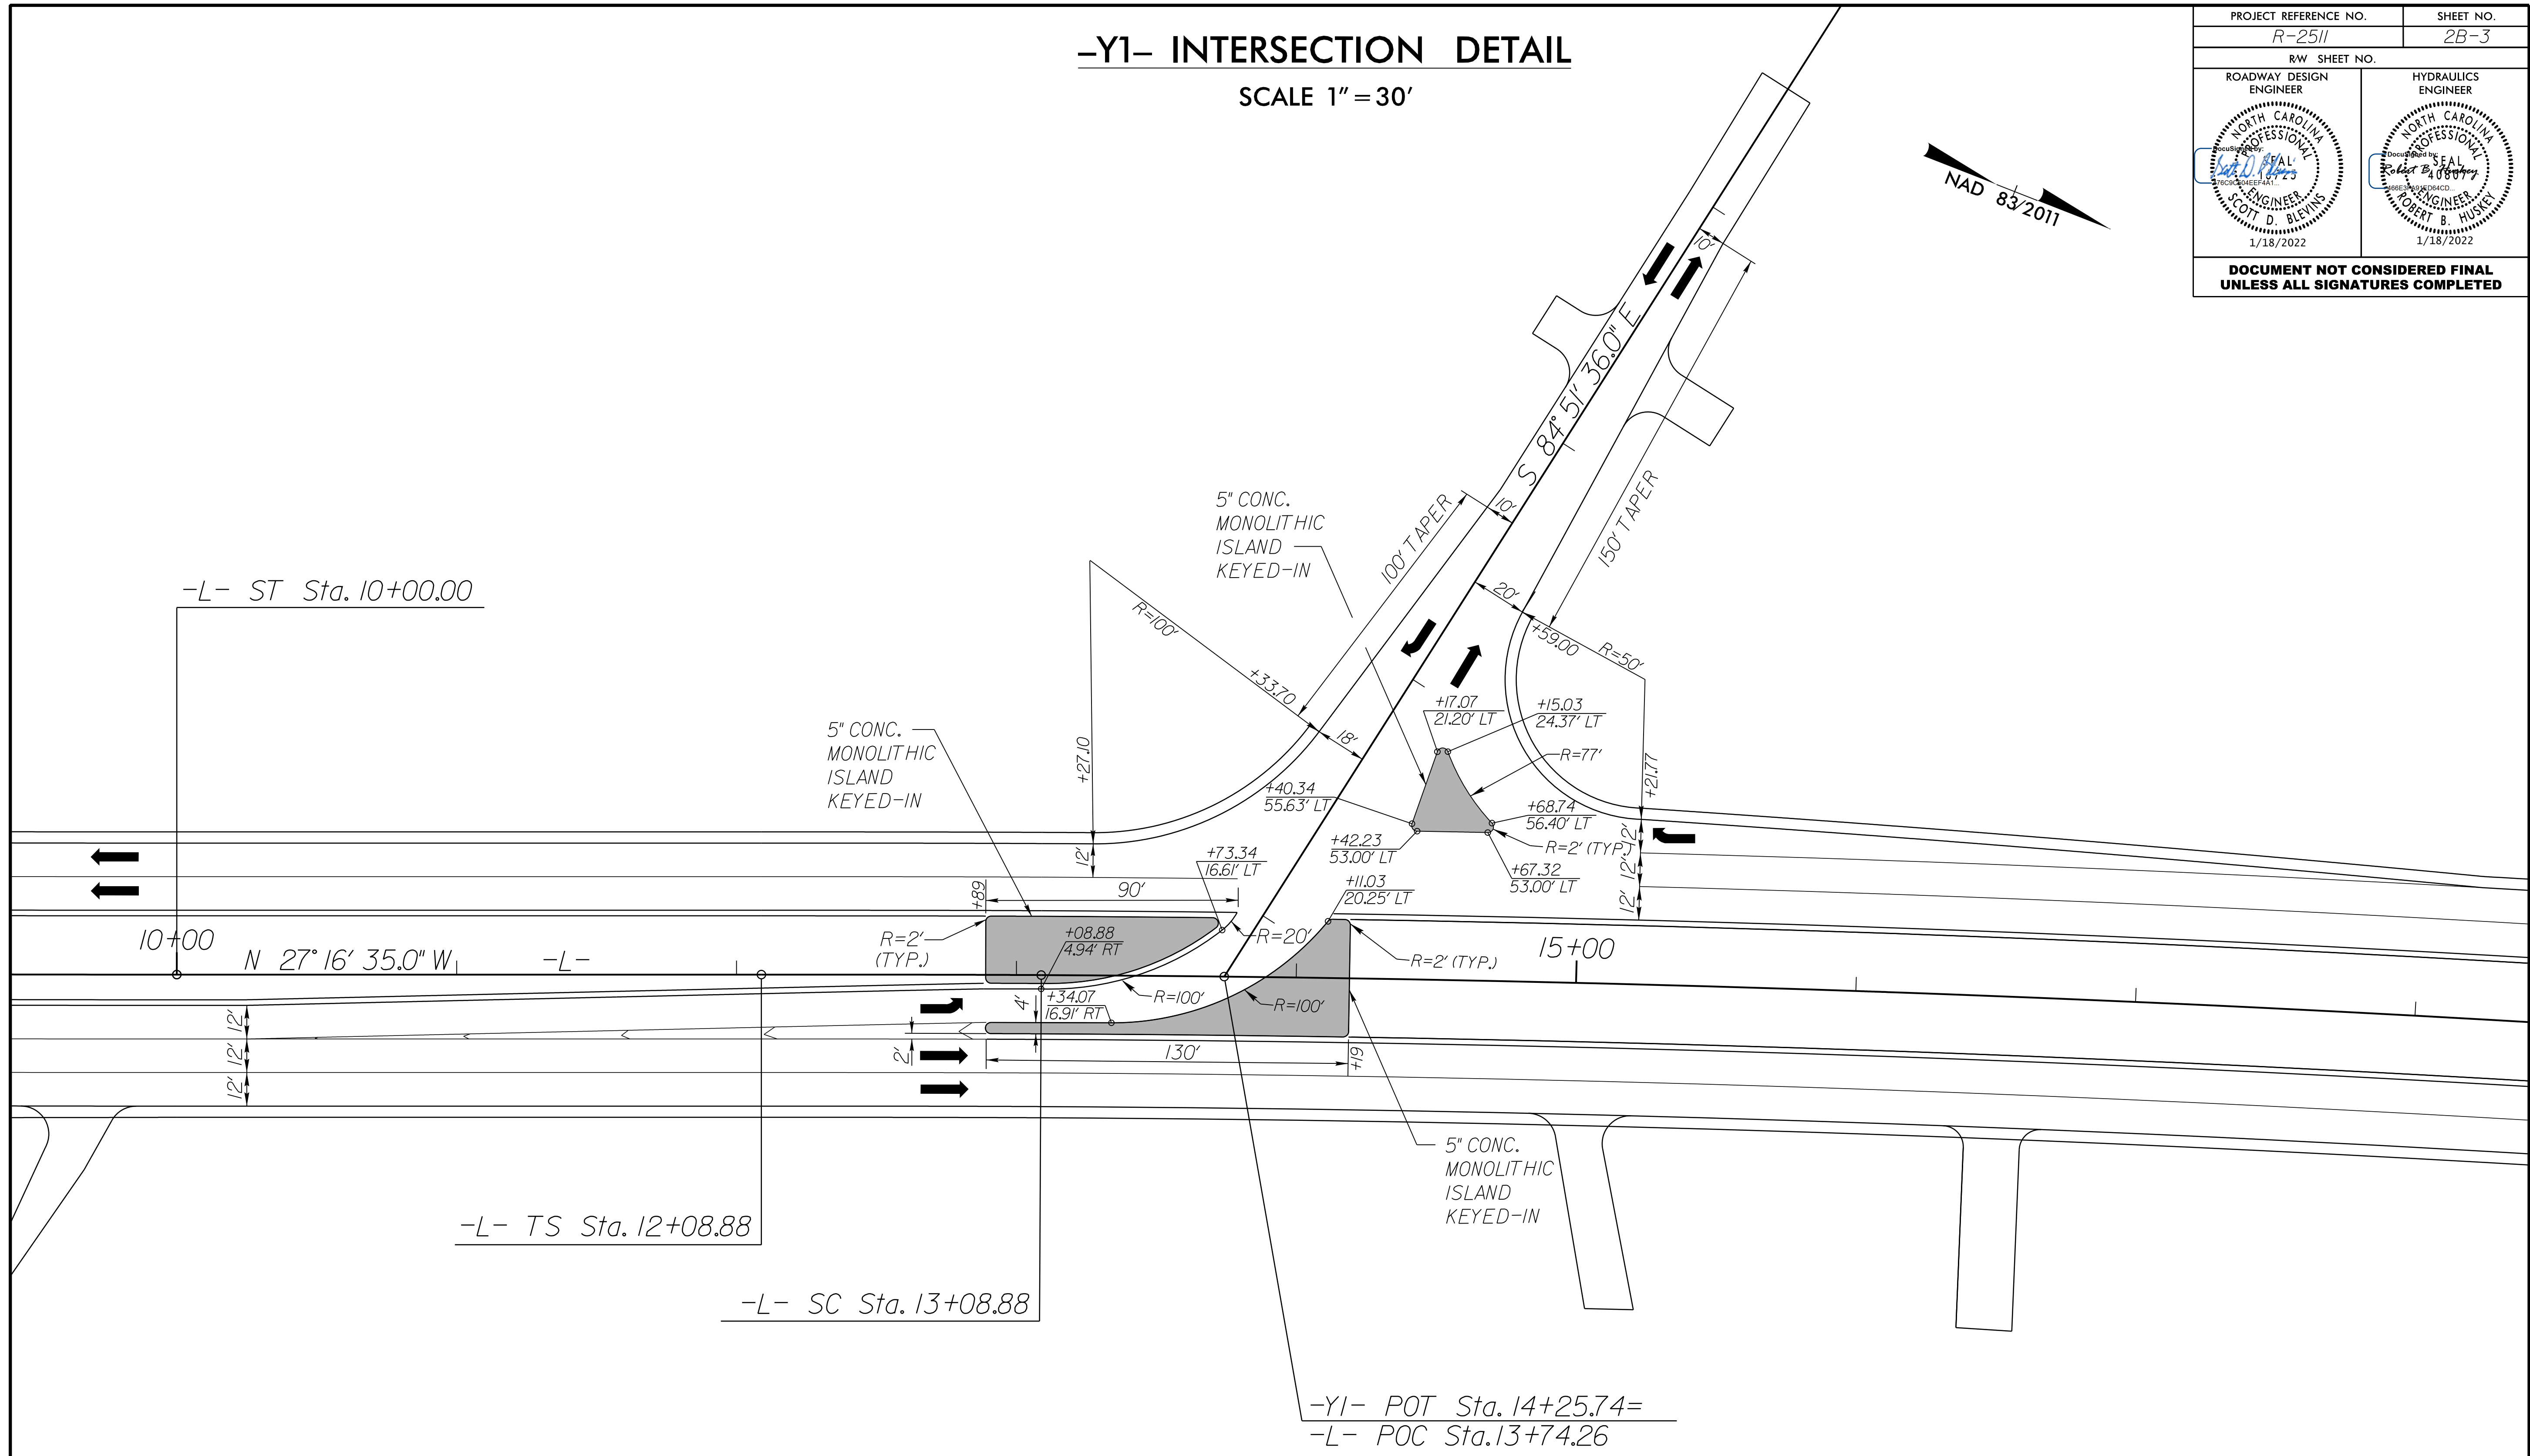 –Y1– INTERSECTION DETAIL
SCALE 1" = 30'
PROJECT REFERENCE NO.
SHEET NO.
R-2511
2B-3
RW SHEET NO.
ROADWAY DESIGN
ENGINEER
HYDRAULICS
ENGINEER
NORTH CAROLINA
PROFESSIONAL
DocuSigned by:
SEAL
ENGINEER
SCOTT D. BLEVINS
1/18/2022
NORTH CAROLINA
PROFESSIONAL
DocuSigned by:
SEAL
Robert B. Huskey
40807
ENGINEER
ROBERT B. HUSKEY
1/18/2022
DOCUMENT NOT CONSIDERED FINAL
UNLESS ALL SIGNATURES COMPLETED
NAD 83/2011
10'
S 84° 51' 36.0" E
150' TAPER
100' TAPER
10'
5" CONC.
MONOLITHIC
ISLAND
KEYED-IN
-L- ST Sta. 10+00.00
R=100'
+33.70
18'
+27.10
12'
20'
+59.00
R=50'
+21.77
+17.07
21.20' LT
+15.03
24.37' LT
R=77'
+40.34
55.63' LT
+68.74
56.40' LT
+42.23
53.00' LT
R=2' (TYP.)
+67.32
53.00' LT
12'
12'
12'
5" CONC.
MONOLITHIC
ISLAND
KEYED-IN
+73.34
16.61' LT
+89
90'
+11.03
20.25' LT
R=2'
(TYP.)
+08.88
4.94' RT
R=20'
R=2' (TYP.)
10+00
N 27° 16' 35.0" W
-L-
15+00
4'
+34.07
16.91' RT
R=100'
R=100'
12'
12'
12'
2'
130'
+19
5" CONC.
MONOLITHIC
ISLAND
KEYED-IN
-L- TS Sta. 12+08.88
-L- SC Sta. 13+08.88
-Y1- POT Sta. 14+25.74=
-L- POC Sta.13+74.26